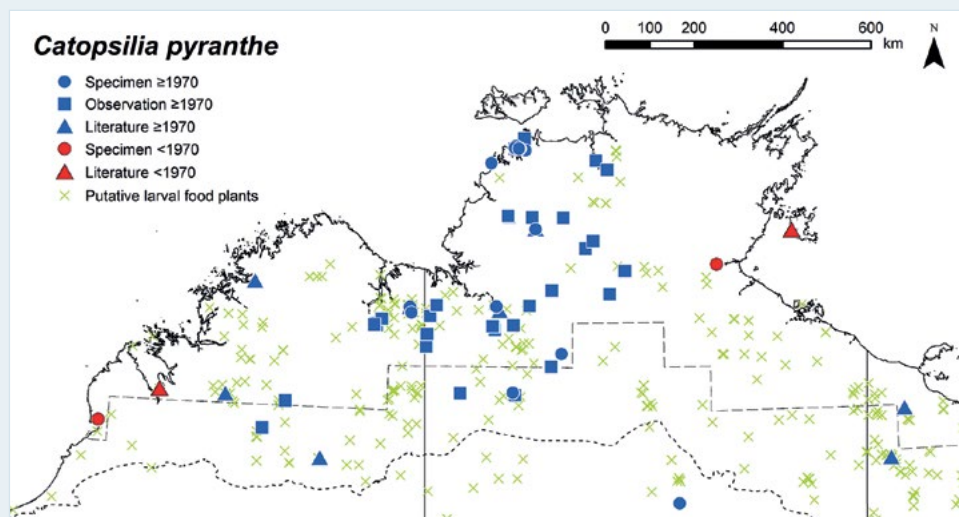 Catopsilia pyranthe
0 100 200 400 600
km
N
Specimen ≥1970
Observation ≥1970
Literature ≥1970
Specimen <1970
Literature <1970
Putative larval food plants